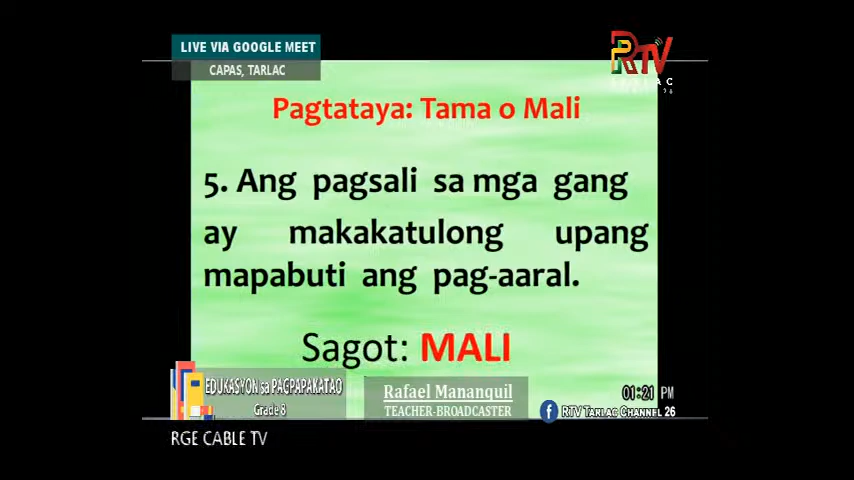 LIVE VIA GOOGLE MEET
CAPAS, TARLAC
RTV
Pagtataya: Tama o Mali
5. Ang pagsali sa mga gang
ay makakatulong upang
mapabuti ang pag-aaral.
Sagot: MALI
EDUKASYON sa PAGPAPAKATAO
Grade 8
Rafael Mananquil
TEACHER-BROADCASTER
01:21 PM
RTV TARLAC CHANNEL 26
RGE CABLE TV